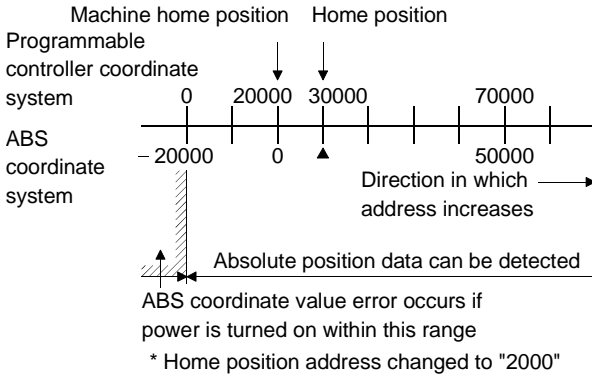 Machine home position Home position
Programmable
controller coordinate
system 0 20000 30000 70000
ABS
coordinate
system
– 20000 0 50000
Direction in which
address increases
Absolute position data can be detected
ABS coordinate value error occurs if
power is turned on within this range
* Home position address changed to "2000"